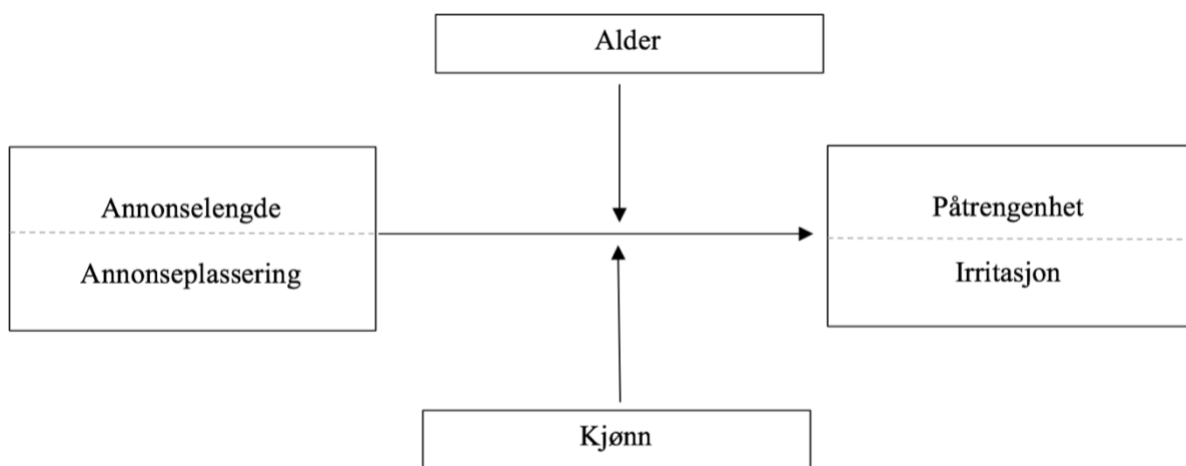 Alder
Annonselengde
Annonseplassering
Påtrengenhet
Irritasjon
Kjønn